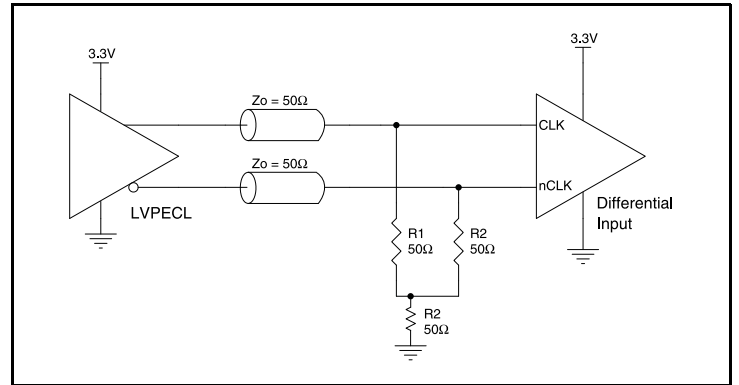 3.3V
3.3V
Zo = 50Ω
CLK
Zo = 50Ω
nCLK
LVPECL
Differential
Input
R1
50Ω
R2
50Ω
R2
50Ω